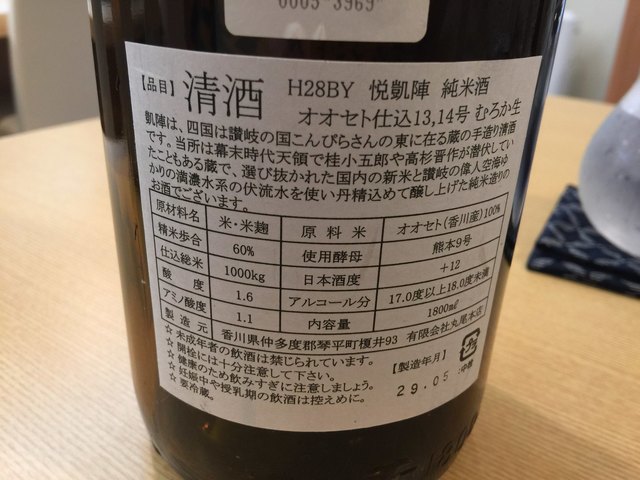 0005-3969
【品目】清酒 H28BY 悦凱陣 純米酒
オオセト仕込13,14号 むろか生
凱陣は、四国は讃岐の国こんぴらさんの東に在る蔵の手造り清酒
です。当所は幕末時代天領で桂小五郎や高杉晋作が潜伏してい
たこともある蔵で、選び抜かれた国内の新米と讃岐の偉人空海ゆ
かりの満濃水系の伏流水を使い丹精込めて醸し上げた純米造りの
お酒でございます。
原材料名 米・米麹 原料米 オオセト(香川産)100%
精米歩合 60% 使用酵母 熊本9号
仕込総米 1000kg 日本酒度 +12
酸度 1.6 アルコール分 17.0度以上18.0度未満
アミノ酸度 1.1 内容量 1800㎖
製造元 香川県仲多度郡琴平町榎井93 有限会社丸尾本店
☆未成年者の飲酒は禁じられています。
☆開栓には十分注意して下さい。
☆健康のため飲みすぎに注意しましょう。
☆妊娠中や授乳期の飲酒は控えめに。
☆要冷蔵。
【製造年月】
29.05